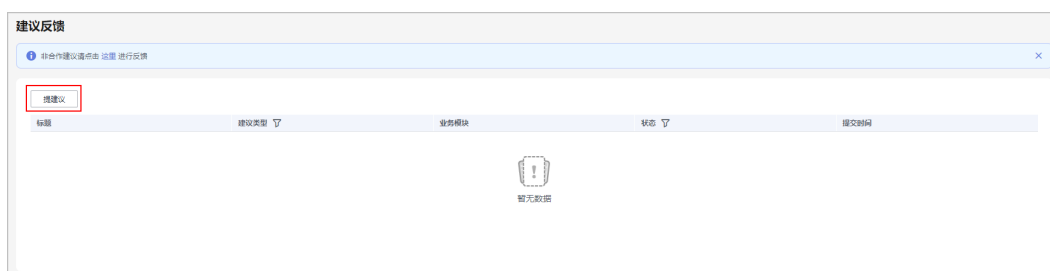 建议反馈
非合作建议请点击 这里 进行反馈
提建议
标题 建议类型 业务模块 状态 提交时间
暂无数据